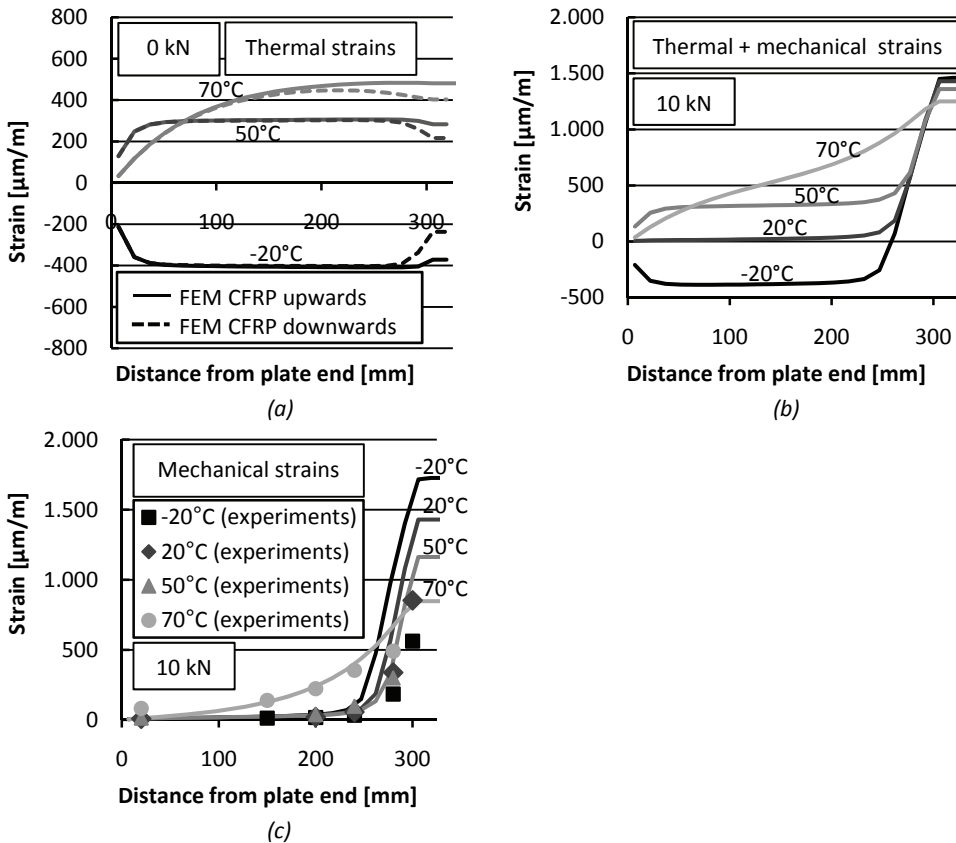 800
600
400
200
0
-200
-400
-600
-800
Strain [µm/m]
0 kN
Thermal strains
70°C
50°C
-20°C
0
100
200
300
FEM CFRP upwards
FEM CFRP downwards
Distance from plate end [mm]
(a)
2.000
1.500
1.000
500
0
-500
Strain [µm/m]
Thermal + mechanical strains
10 kN
70°C
50°C
20°C
-20°C
0
100
200
300
Distance from plate end [mm]
(b)
2.000
1.500
1.000
500
0
Strain [µm/m]
Mechanical strains
-20°C (experiments)
20°C (experiments)
50°C (experiments)
70°C (experiments)
10 kN
-20°C
20°C
50°C
70°C
0
100
200
300
Distance from plate end [mm]
(c)